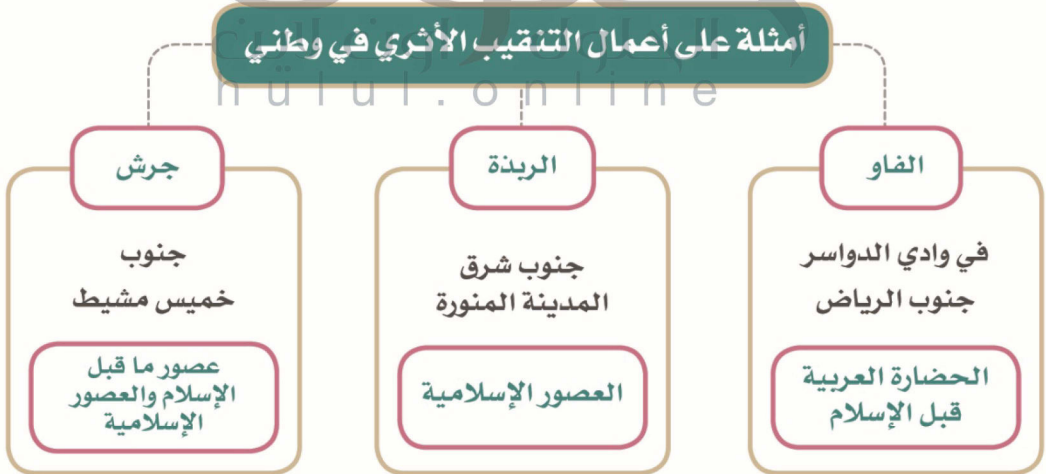 أمثلة على أعمال التنقيب الأثري في وطني
hulul.online
الفاو
في وادي الدواسر
جنوب الرياض
الحضارة العربية
قبل الإسلام
الربذة
جنوب شرق
المدينة المنورة
العصور الإسلامية
جرش
جنوب
خميس مشيط
عصور ما قبل
الإسلام والعصور
الإسلامية